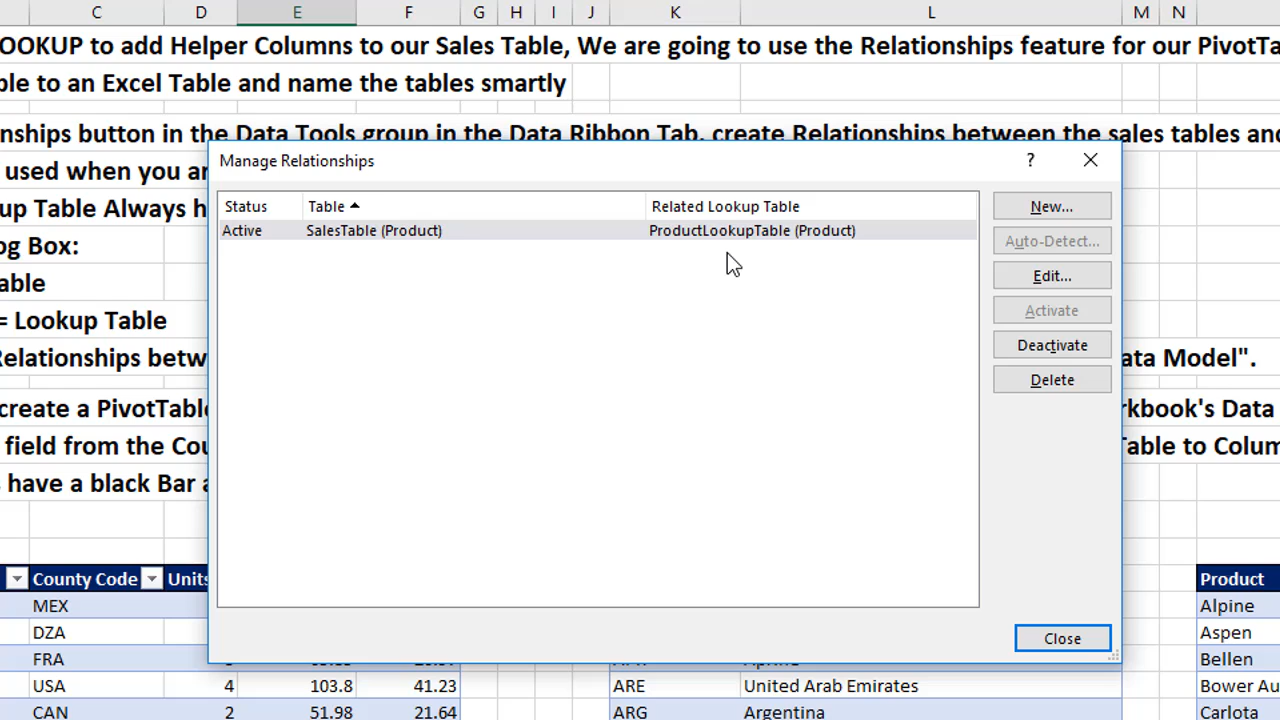 C D E F G H I J K L M N
OOKUP to add Helper Columns to our Sales Table, We are going to use the Relationships feature for our PivotTa
ble to an Excel Table and name the tables smartly
nships button in the Data Tools group in the Data Ribbon Tab, create Relationships between the sales tables and
used when you ar
up Table Always h
og Box:
able
= Lookup Table
Relationships betw
ata Model".
create a PivotTable
rkbook's Data
field from the Cou
Table to Colum
s have a black Bar a
Manage Relationships
?
Status Table Related Lookup Table
Active SalesTable (Product) ProductLookupTable (Product)
New...
Auto-Detect...
Edit...
Activate
Deactivate
Delete
Close
County Code Units Product
MEX Alpine
DZA Aspen
FRA Bellen
USA 4 103.8 41.23 ARE United Arab Emirates Bower Au
CAN 2 51.98 21.64 ARG Argentina Carlota